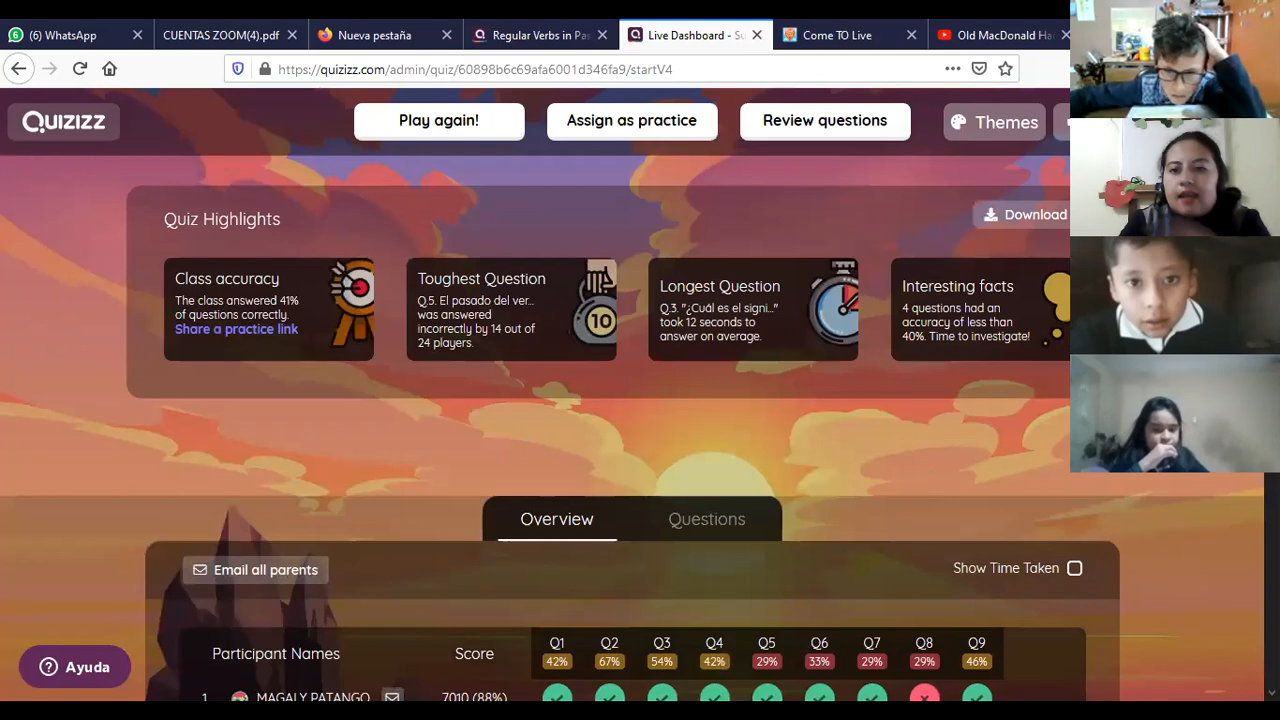 (6) WhatsApp
CUENTAS ZOOM(4).pdf
Nueva pestaña
Regular Verbs in Pas
Live Dashboard - Su
Come TO Live
Old MacDonald Ha
https://quizizz.com/admin/quiz/60898b6c69afa6001d346fa9/startV4
Quizizz
Play again!
Assign as practice
Review questions
Themes
Quiz Highlights
Download
Class accuracy
The class answered 41%
of questions correctly.
Share a practice link
Toughest Question
Q.5. El pasado del ver...
was answered
incorrectly by 14 out of
24 players.
10
Longest Question
Q.3. "¿Cuál es el signi..."
took 12 seconds to
answer on average.
Interesting facts
4 questions had an
accuracy of less than
40%. Time to investigate!
Overview
Questions
Email all parents
Show Time Taken
Participant Names
Score
Q1 Q2 Q3 Q4 Q5 Q6 Q7 Q8 Q9
42% 67% 54% 42% 29% 33% 29% 29% 46%
1 MAGALY PATANGO 7010 (88%)
Ayuda